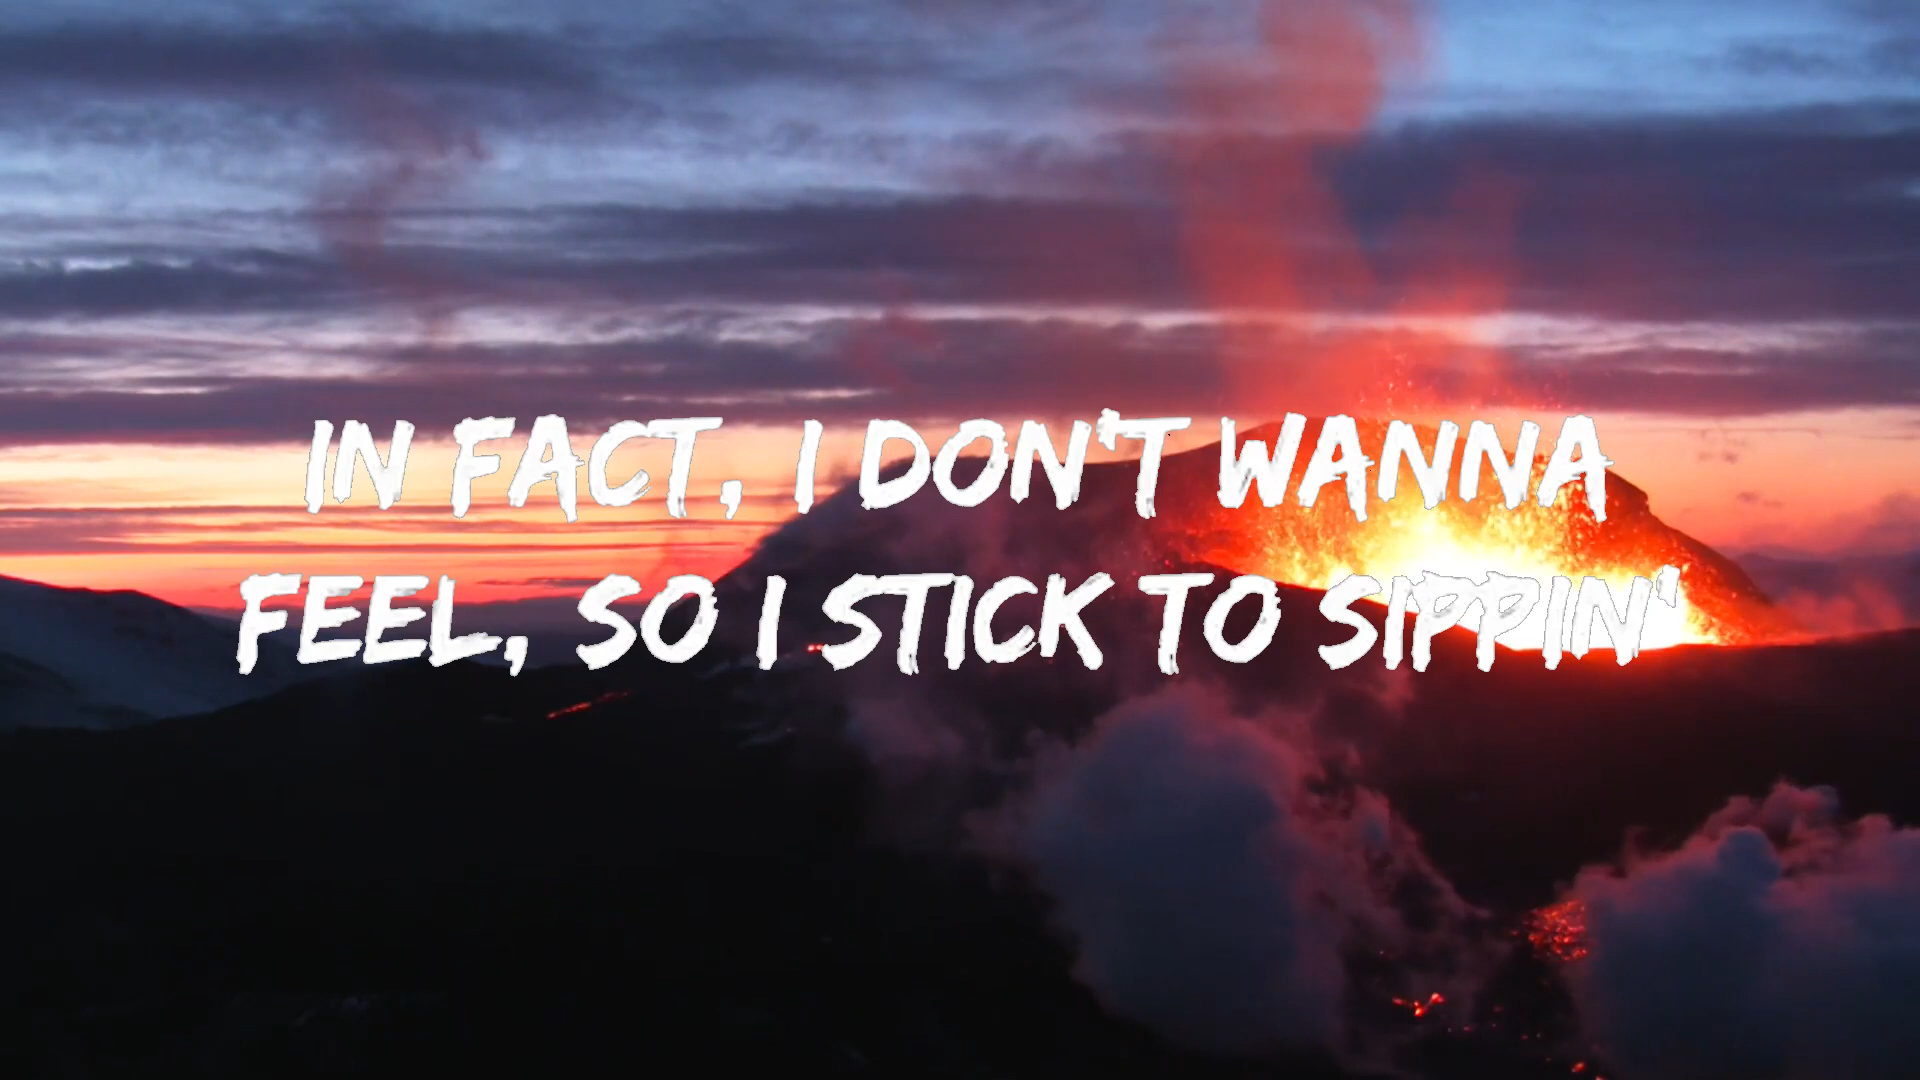 IN FACT, I DON'T WANNA
FEEL, SO I STICK TO SIPPIN'